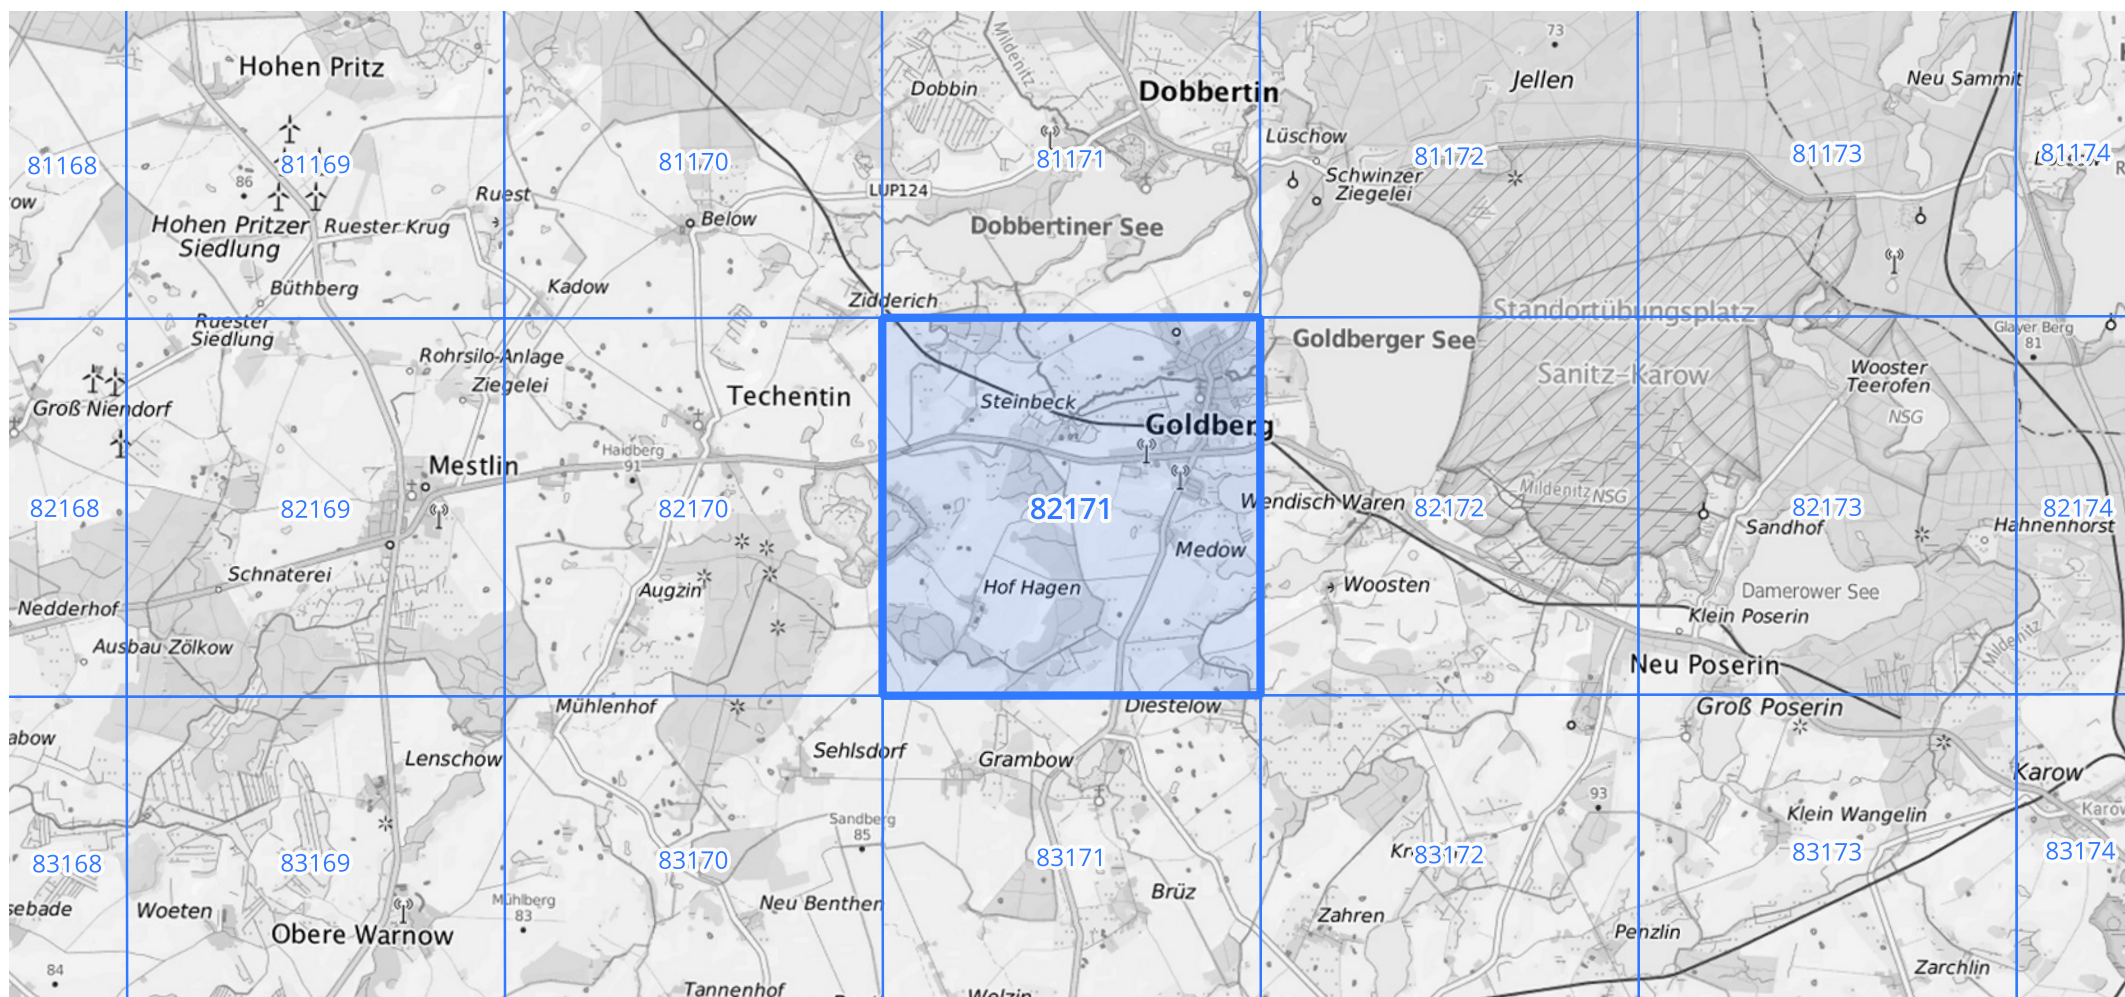 Hohen Pritz
Mildenitz
Dobbin
Dobbertin
73
Jellen
Neu Sammit
Lüschow
81168
81169
81170
81171
81172
81173
81174
86
Ruest
LUP124
Schwinzer
Ziegelei
ow
Hohen Pritzer
Siedlung
Ruester Krug
Below
Dobbertiner See
Büthberg
Kadow
Zidderich
Standortübungsplatz
Ruester
Siedlung
Goldberger See
Glaver Berg
81
Rohrsilo-Anlage
Ziegelei
Techentin
Steinbeck
Sanitz-Karow
Wooster
Teerofen
Groß Niendorf
Goldberg
NSG
Mestlin
Haidberg
91
Mildenitz
NSG
82168
82169
82170
82171
Wendisch Waren
82172
82173
82174
Sandhof
Hahnenhorst
Medow
Schnaterei
Augzin
Hof Hagen
Woosten
Damerower See
Nedderhof
Klein Poserin
Ausbau Zölkow
Neu Poserin
Mildenitz
Mühlenhof
Diestelow
Groß Poserin
abow
Lenschow
Sehlsdorf
Grambow
Karow
93
Karo
Sandberg
85
Klein Wangelin
83168
83169
83170
83171
Kr
83172
83173
83174
sebade
Woeten
Mühlberg
83
Neu Benthen
Brüz
Zahren
Obere Warnow
Penzlin
84
Tannenhof
Welzin
Zarchlin